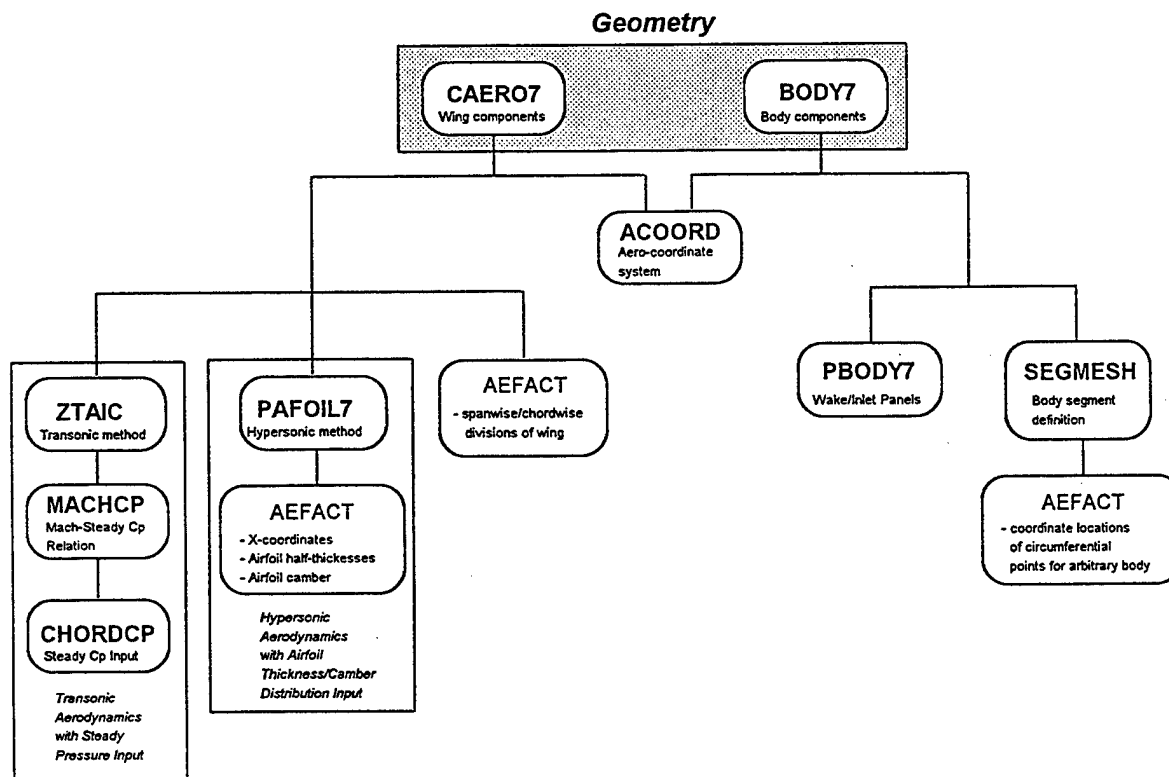 Geometry
CAERO7
Wing components
BODY7
Body components
ACOORD
Aero-coordinate
system
ZTAIC
Transonic method
MACHCP
Mach-Steady Cp
Relation
CHORDCP
Steady Cp Input
Transonic
Aerodynamics
with Steady
Pressure Input
PAFOIL7
Hypersonic method
AEFACT
- X-coordinates
- Airfoil half-thickesses
- Airfoil camber
Hypersonic
Aerodynamics
with Airfoil
Thickness/Camber
Distribution Input
AEFACT
- spanwise/chordwise
divisions of wing
PBODY7
Wake/Inlet Panels
SEGMESH
Body segment
definition
AEFACT
- coordinate locations
of circumferential
points for arbitrary body